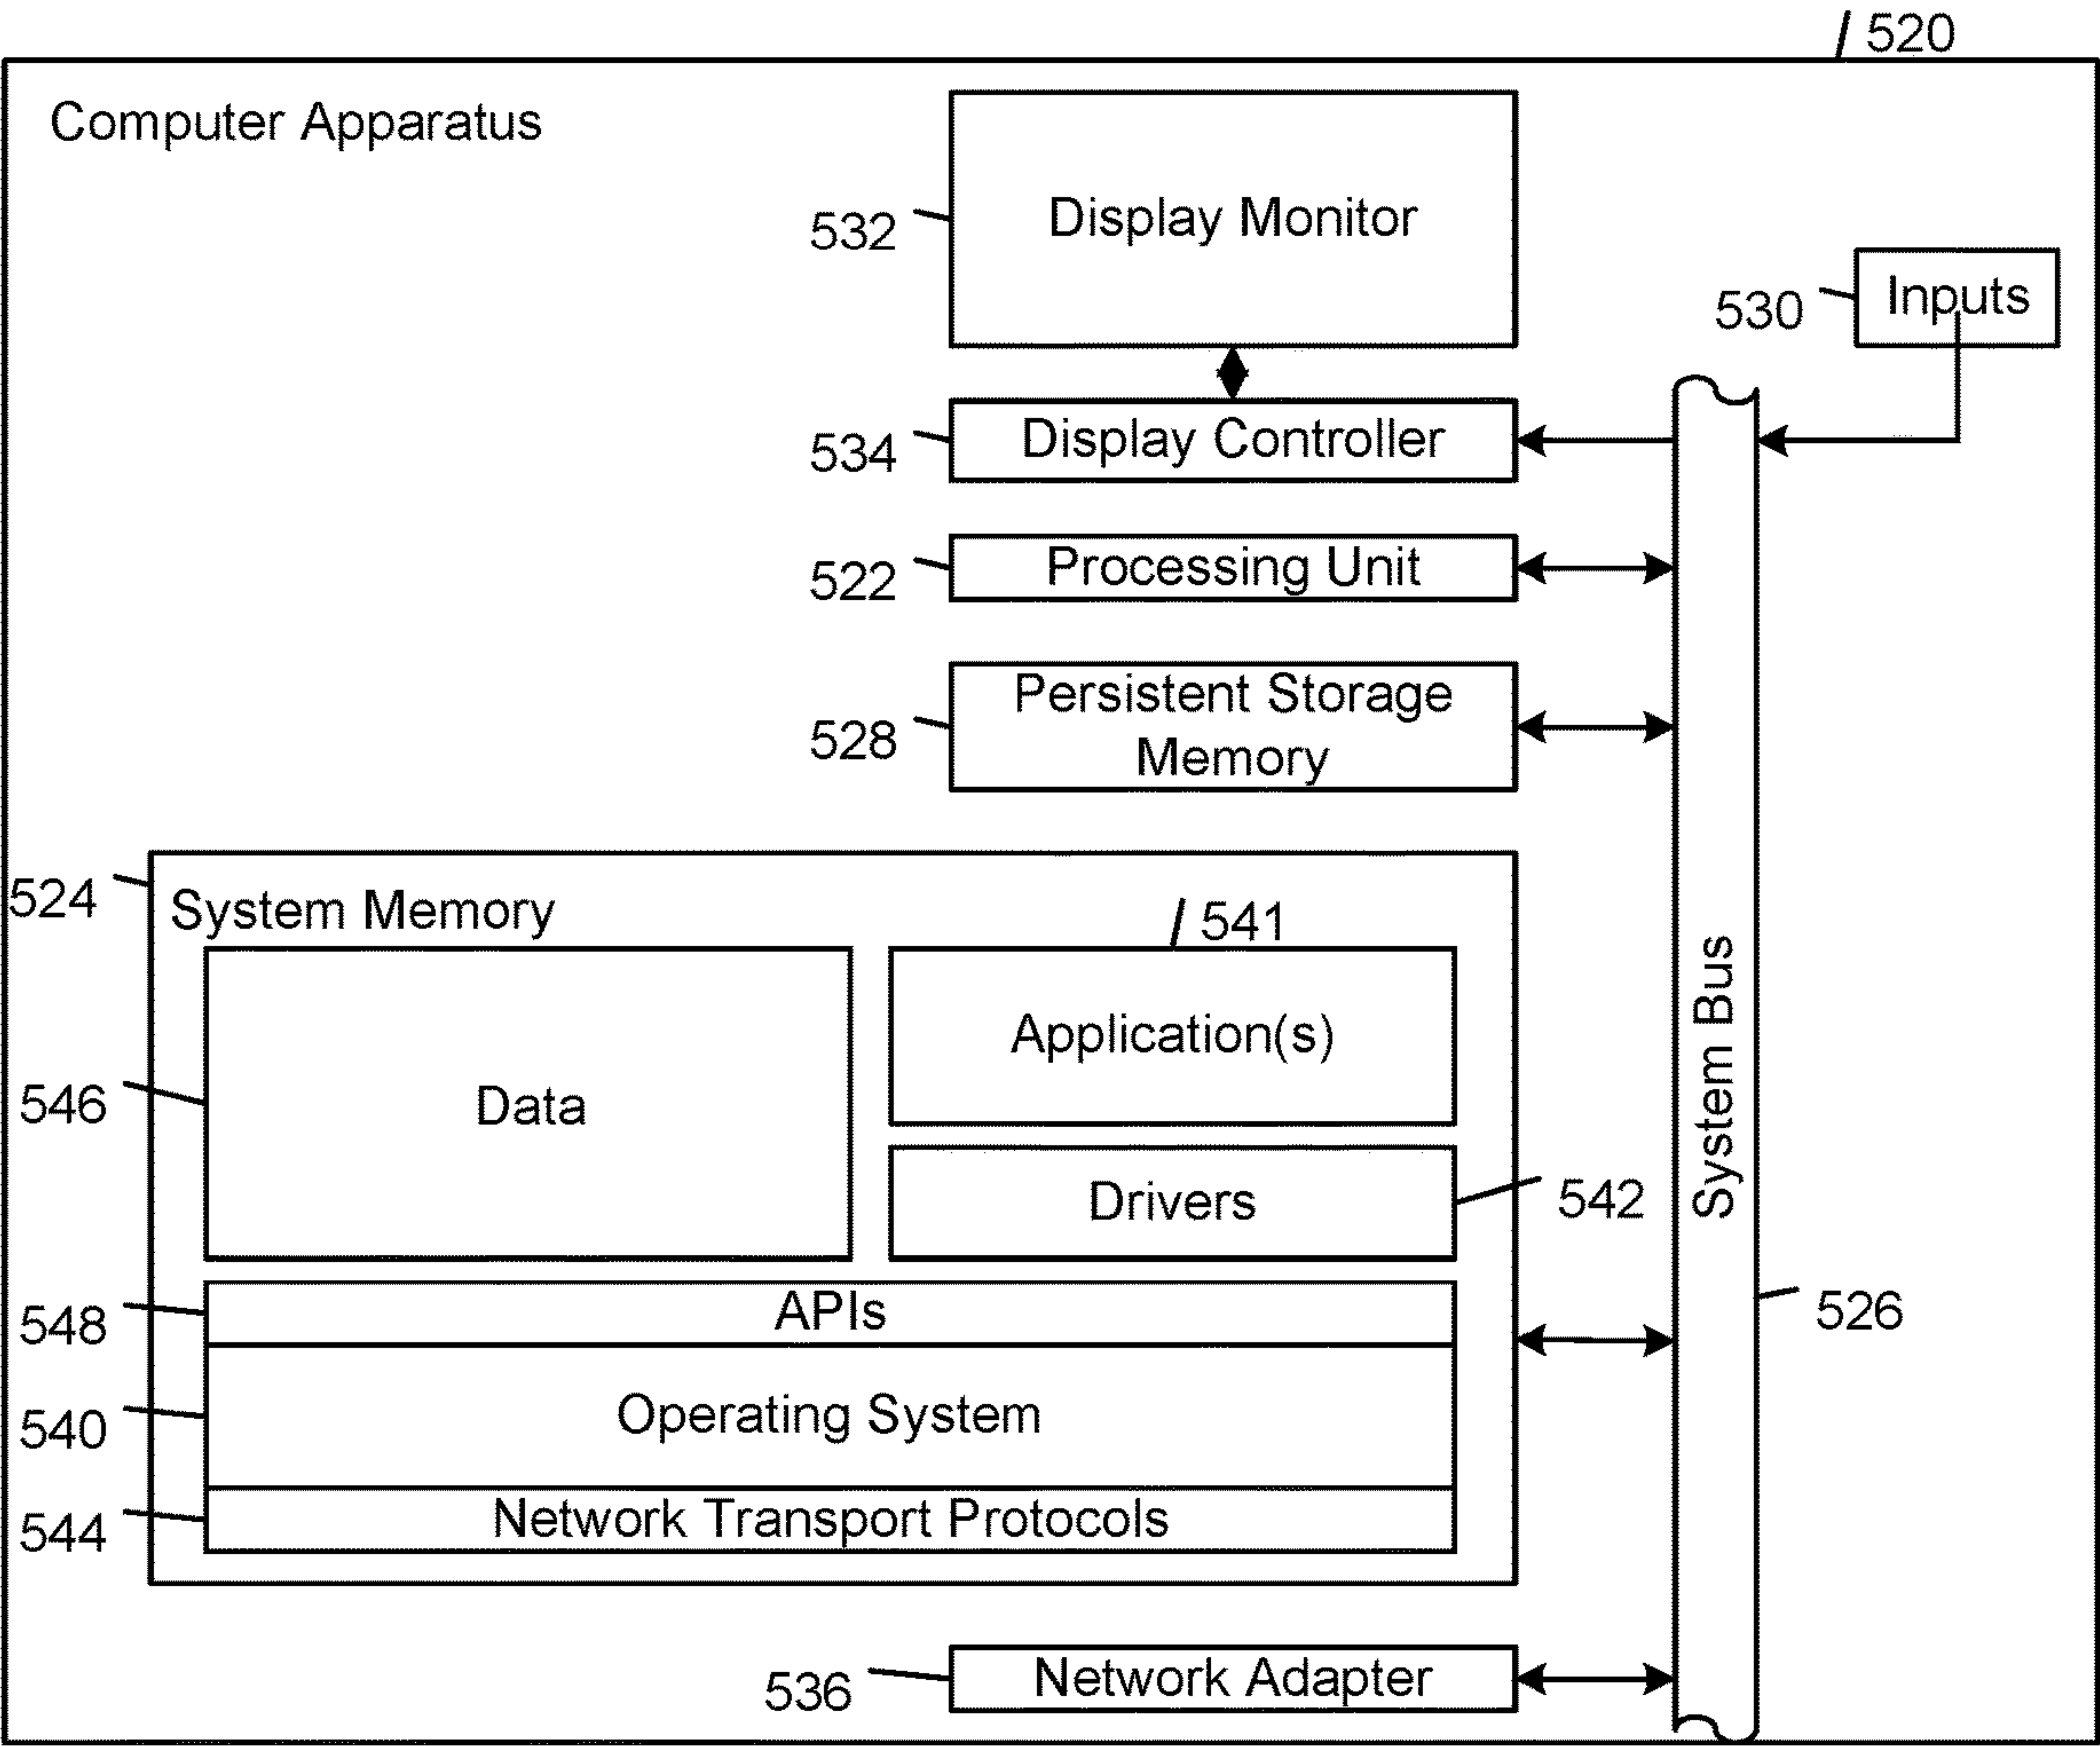 520
Computer Apparatus
Display Monitor
532
Inputs
530
Display Controller
534
Processing Unit
522
Persistent Storage
Memory
528
524
System Memory
541
Application(s)
Data
546
Drivers
542
System Bus
526
APIs
548
Operating System
540
Network Transport Protocols
544
Network Adapter
536